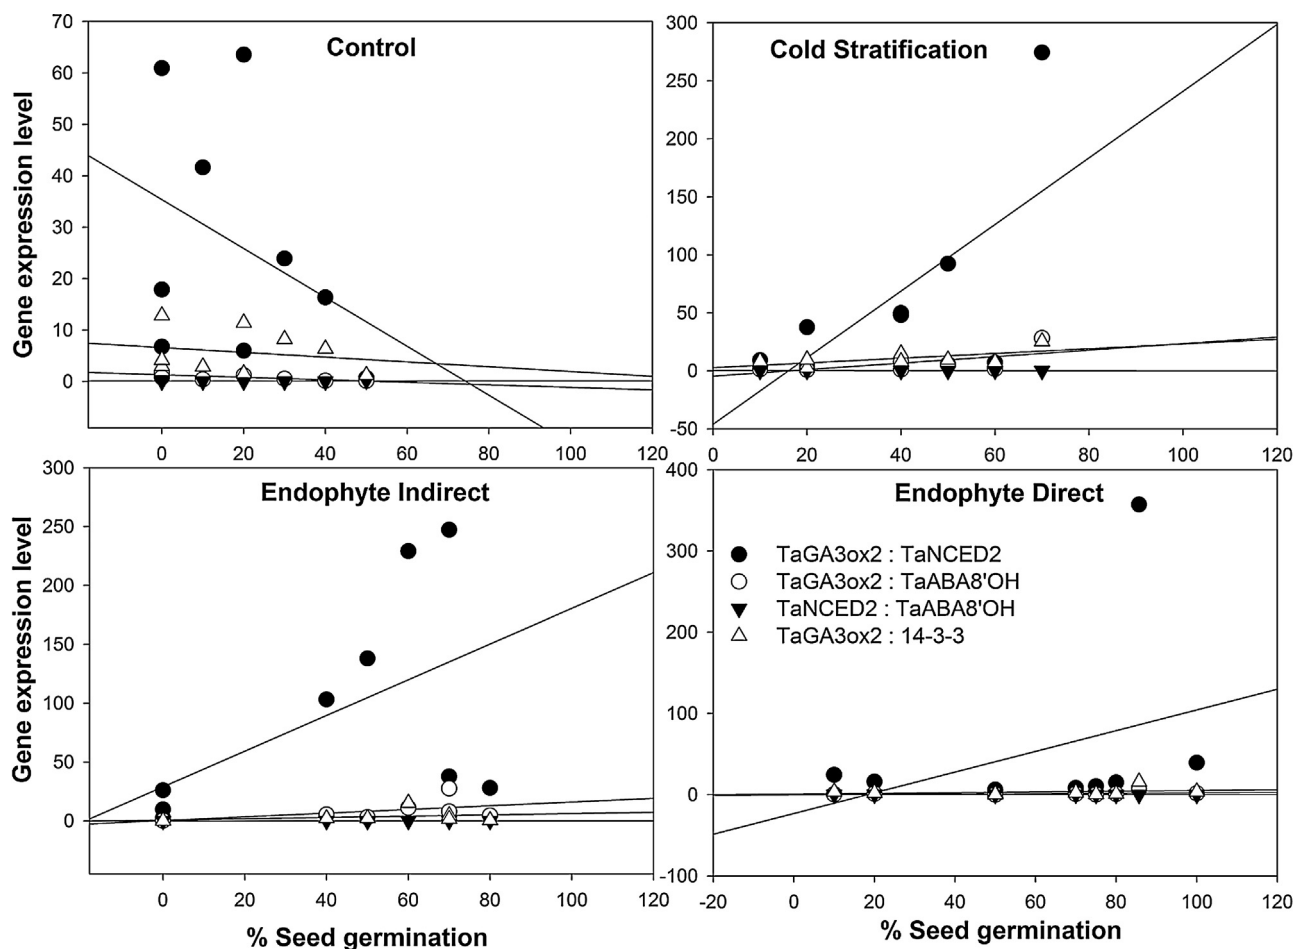 Control
Gene expression level
70
60
50
40
30
20
10
0
0 20 40 60 80 100 120
Cold Stratification
300
250
200
150
100
50
0
-50
0 20 40 60 80 100 120
Endophyte Indirect
Gene expression level
300
250
200
150
100
50
0
0 20 40 60 80 100 120
% Seed germination
Endophyte Direct
400
300
200
100
0
-100
TaGA3ox2 : TaNCED2
TaGA3ox2 : TaABA8'OH
TaNCED2 : TaABA8'OH
TaGA3ox2 : 14-3-3
-20 0 20 40 60 80 100 120
% Seed germination